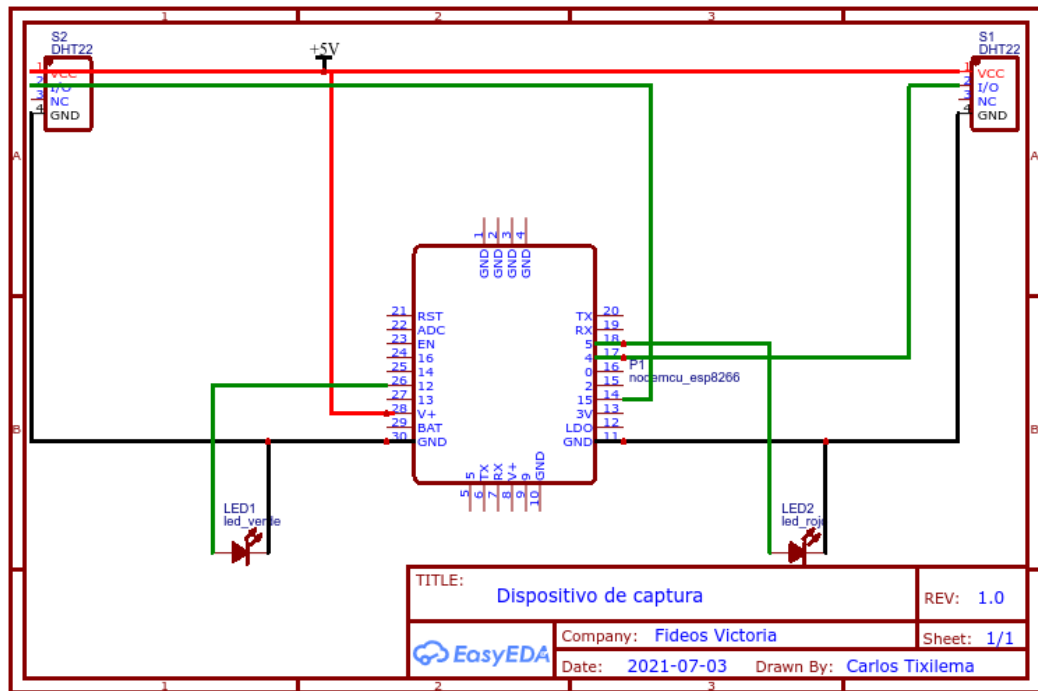 1 2 3
S2
DHT22
1 VCC
2 I/O
3 NC
4 GND
+5V
S1
DHT22
1 VCC
2 I/O
3 NC
4 GND
A A
1 2 3 4
GND GND GND GND
21 RST TX 20
22 ADC RX 19
23 EN 5 18
24 16 4 17
25 14 0 16
26 12 2 15
27 13 15 14
28 V+ 3V 13
29 BAT LDO 12
30 GND GND 11
P1
nodemcu_esp8266
B B
5 TX RX V+ 9 GND
5 6 7 8 9 10
LED1
led_verde
LED2
led_rojo
TITLE:
Dispositivo de captura
REV: 1.0
EasyEDA
Company: Fideos Victoria
Sheet: 1/1
Date: 2021-07-03 Drawn By: Carlos Tixilema
1 2 3